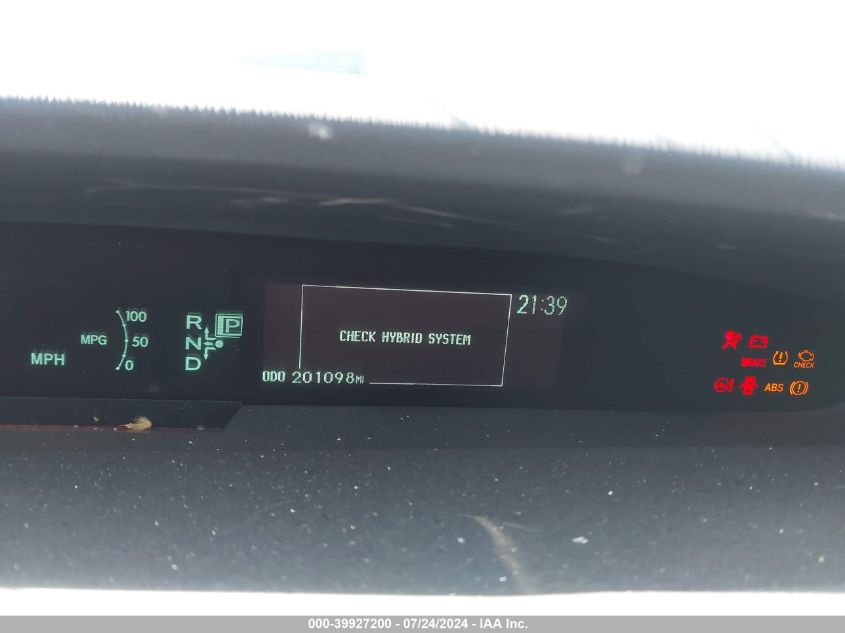 21:39
100
MPG
50
MPH
0
R
P
N
D
CHECK HYBRID SYSTEM
ODO 201098MI
BRAKE
CHECK
ABS
000-39927200 / 07/24/2024 - IAA Inc.